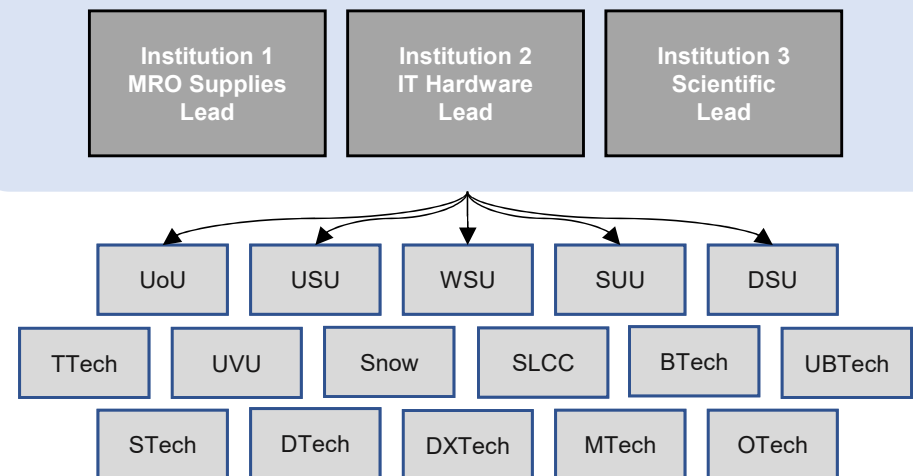 Institution 1
MRO Supplies
Lead
Institution 2
IT Hardware
Lead
Institution 3
Scientific
Lead
UoU
USU
WSU
SUU
DSU
TTech
UVU
Snow
SLCC
BTech
UBTech
STech
DTech
DXTech
MTech
OTech